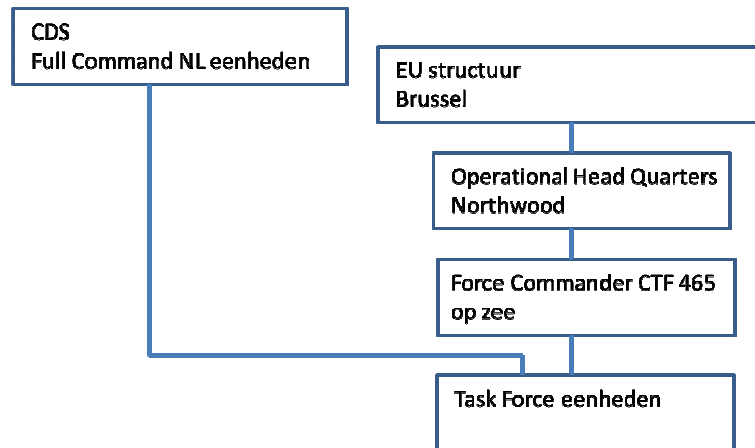 CDS
Full Command NL eenheden
EU structuur
Brussel
Operational Head Quarters
Northwood
Force Commander CTF 465
op zee
Task Force eenheden